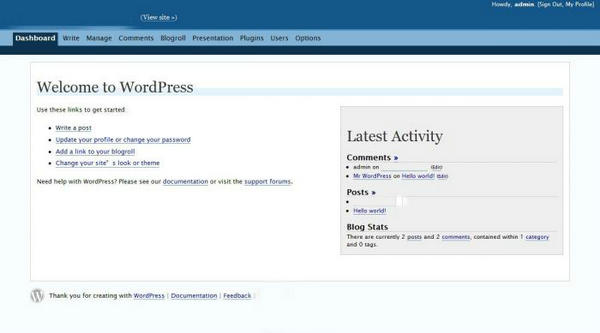 Howdy, admin. [Sign Out, My Profile]
(View site »)
Dashboard Write Manage Comments Blogroll Presentation Plugins Users Options
Welcome to WordPress
Use these links to get started
Write a post
Update your profile or change your password
Add a link to your blogroll
Change your site"s look or theme
Need help with WordPress? Please see our documentation or visit the support forums.
Latest Activity
Comments »
admin on (Edit)
Mr WordPress on Hello world! (Edit)
Posts »
Hello world!
Blog Stats
There are currently 2 posts and 2 comments, contained within 1 category
and 0 tags.
Thank you for creating with WordPress | Documentation | Feedback |